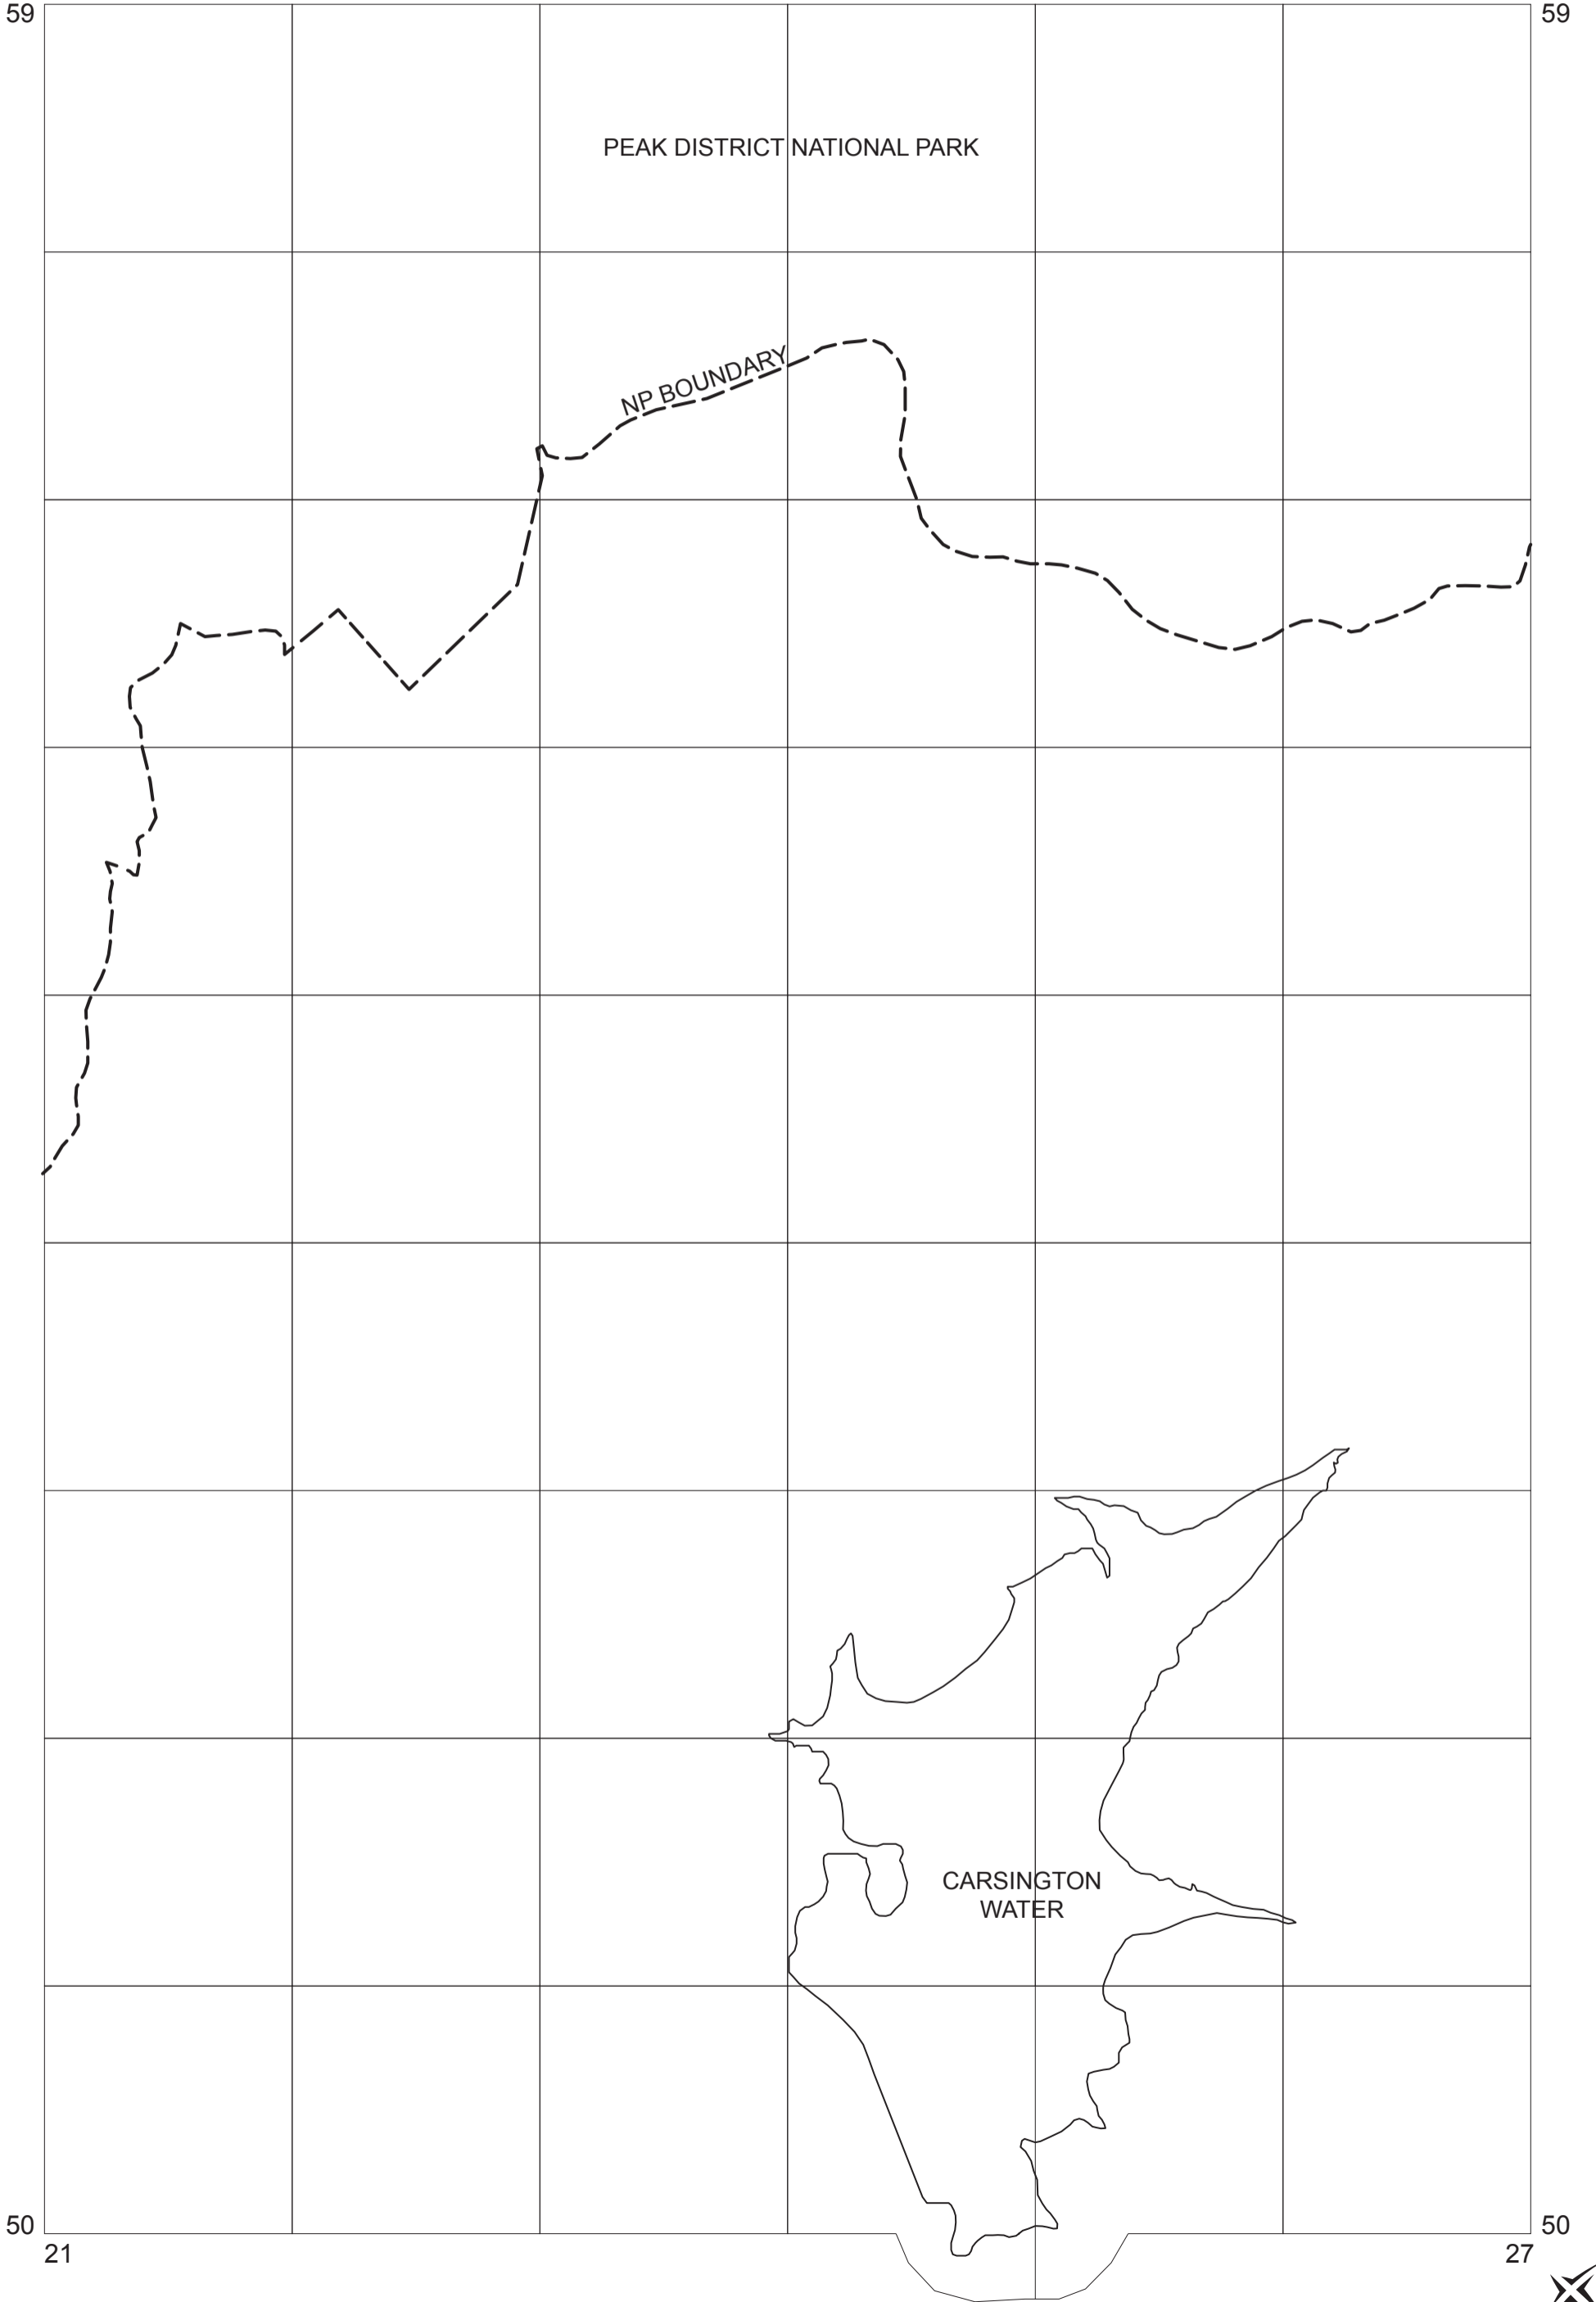 59 59
PEAK DISTRICT NATIONAL PARK
NP BOUNDARY
CARSINGTON
WATER
50 50
21 27